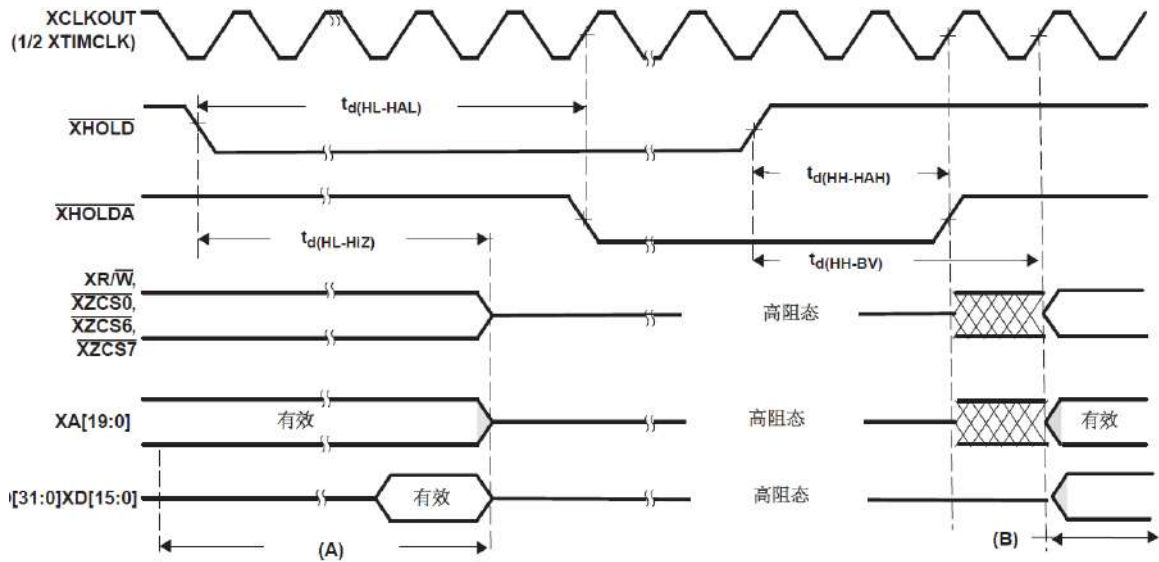 XCLKOUT
(1/2 XTIMCLK)
td(HL-HAL)
XHOLD
td(HH-HAH)
XHOLDA
td(HL-HIZ)
td(HH-BV)
XR/W,
XZCS0,
XZCS6,
XZCS7
高阻态
XA[19:0]
有效
高阻态
有效
[31:0]XD[15:0]
有效
高阻态
(A)
(B)